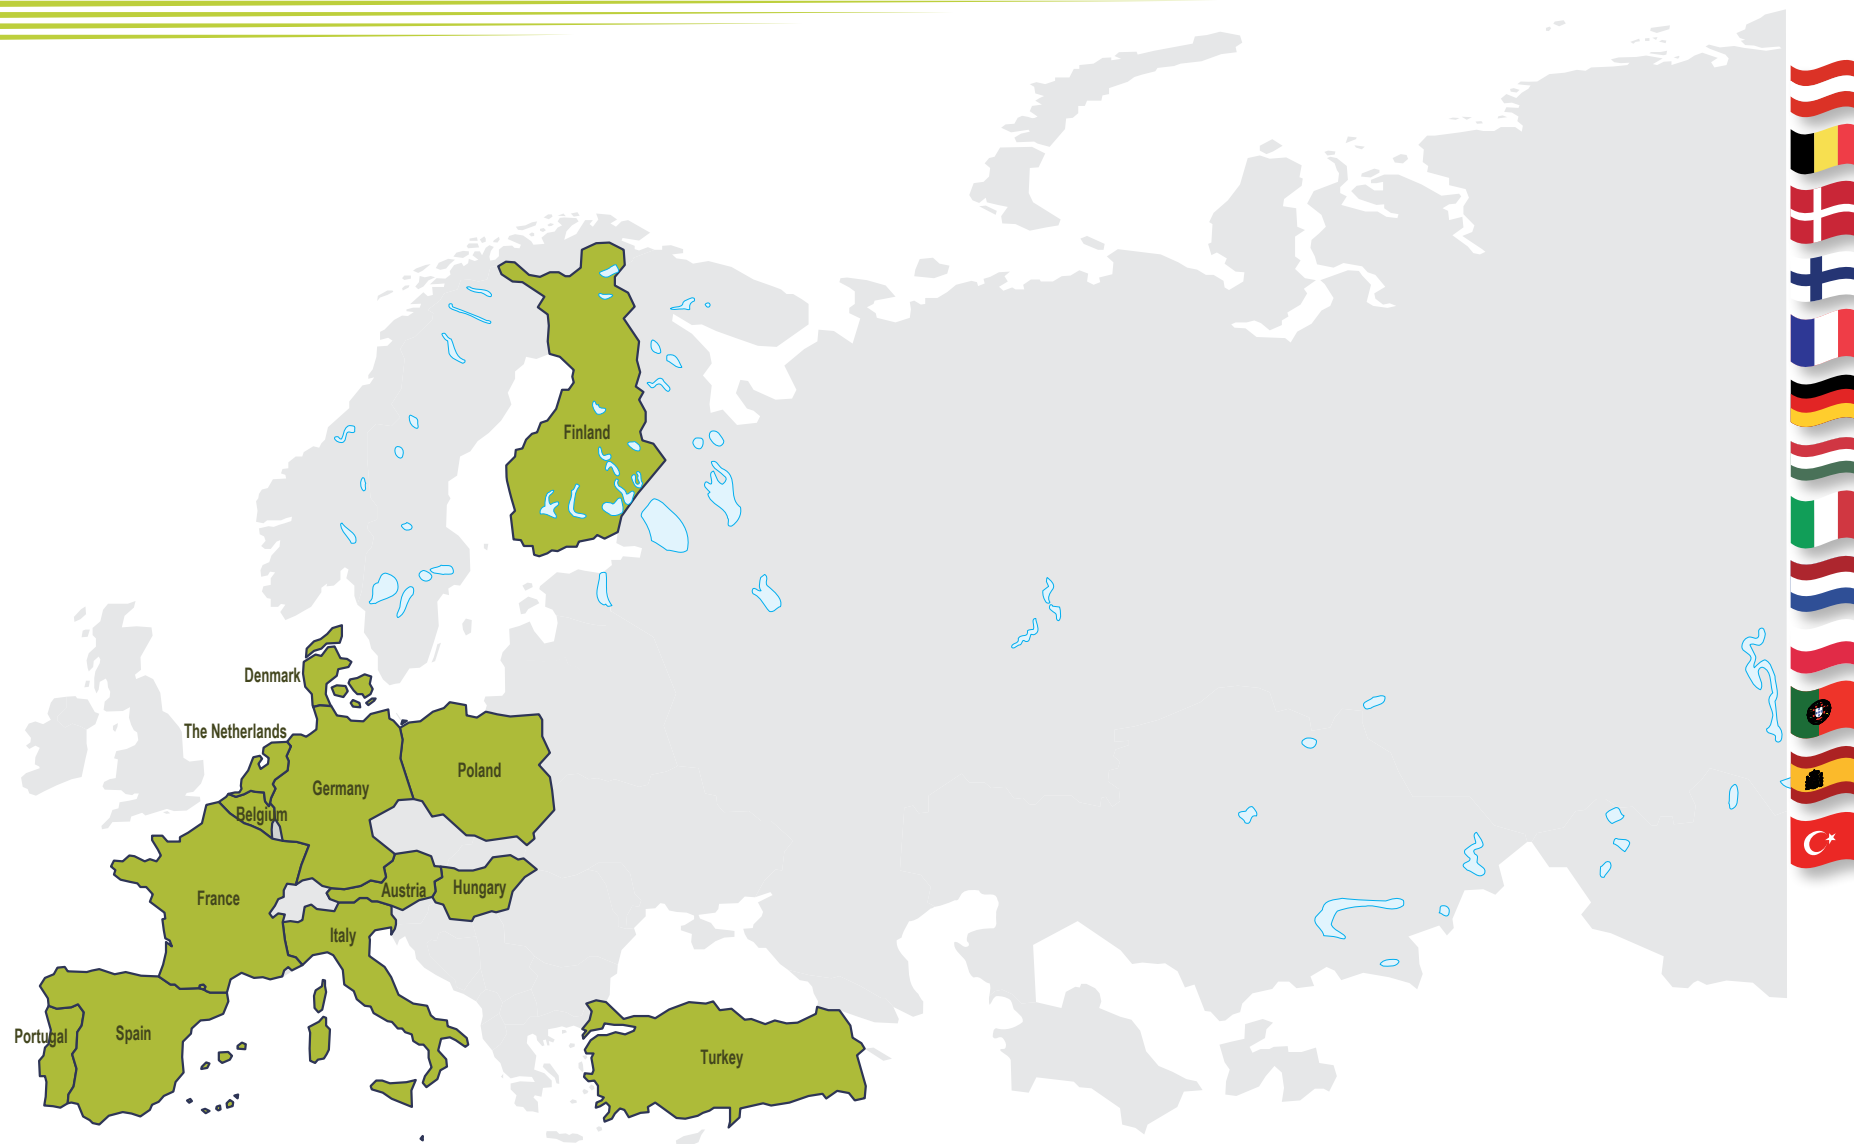 Finland
Denmark
The Netherlands
Poland
Germany
Belgium
Austria
Hungary
France
Italy
Portugal
Spain
Turkey